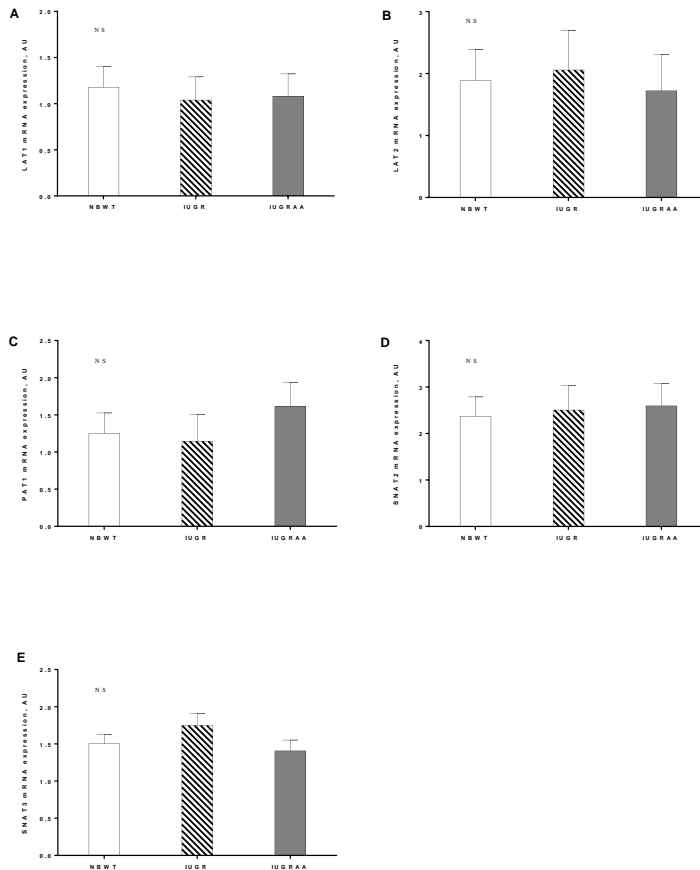 A
LAT1 mRNA expression, AU
2.0
1.5
1.0
0.5
0.0
NS
NBWT IUGR IUGRAA
B
LAT2 mRNA expression, AU
3
2
1
0
NS
NBWT IUGR IUGRAA
C
PAT1 mRNA expression, AU
2.5
2.0
1.5
1.0
0.5
0.0
NS
NBWT IUGR IUGRAA
D
SNAT2 mRNA expression, AU
4
3
2
1
0
NS
NBWT IUGR IUGRAA
E
SNAT3 mRNA expression, AU
2.5
2.0
1.5
1.0
0.5
0.0
NS
NBWT IUGR IUGRAA